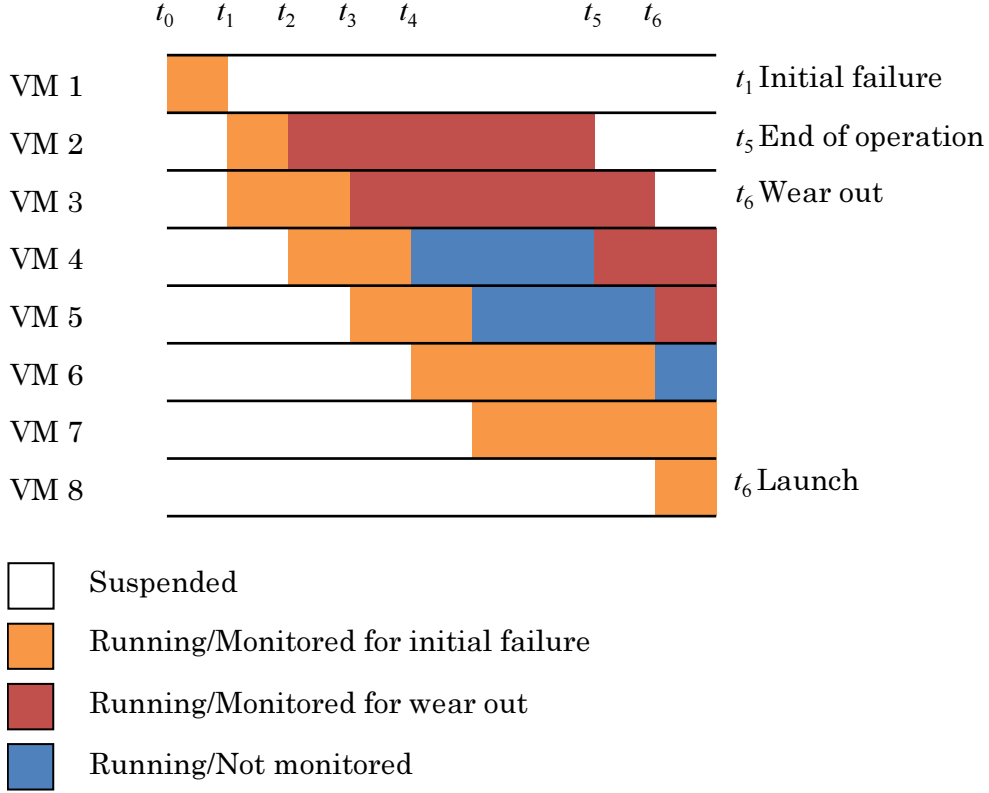 t0 t1 t2 t3 t4 t5 t6
VM 1
t1 Initial failure
VM 2
t5 End of operation
VM 3
t6 Wear out
VM 4
VM 5
VM 6
VM 7
VM 8
t6 Launch
Suspended
Running/Monitored for initial failure
Running/Monitored for wear out
Running/Not monitored